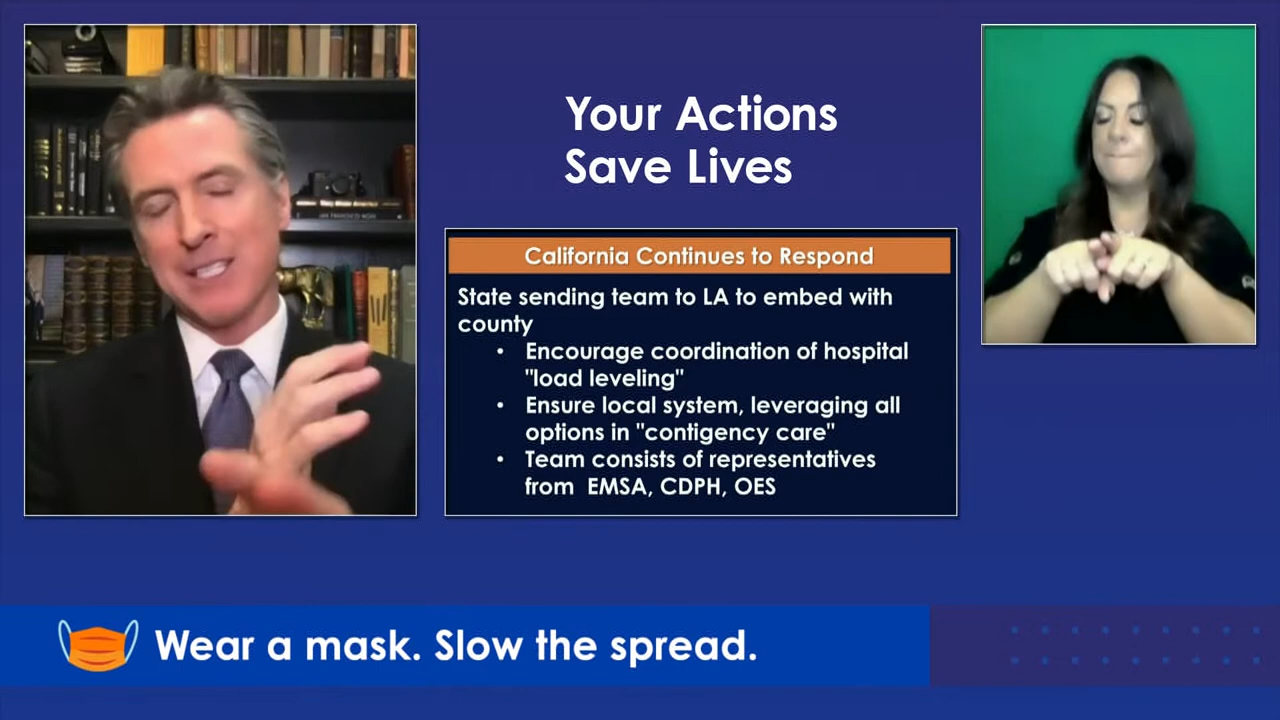 Your Actions
Save Lives
California Continues to Respond
State sending team to LA to embed with
county
• Encourage coordination of hospital
"load leveling"
• Ensure local system, leveraging all
options in "contigency care"
• Team consists of representatives
from EMSA, CDPH, OES
Wear a mask. Slow the spread.